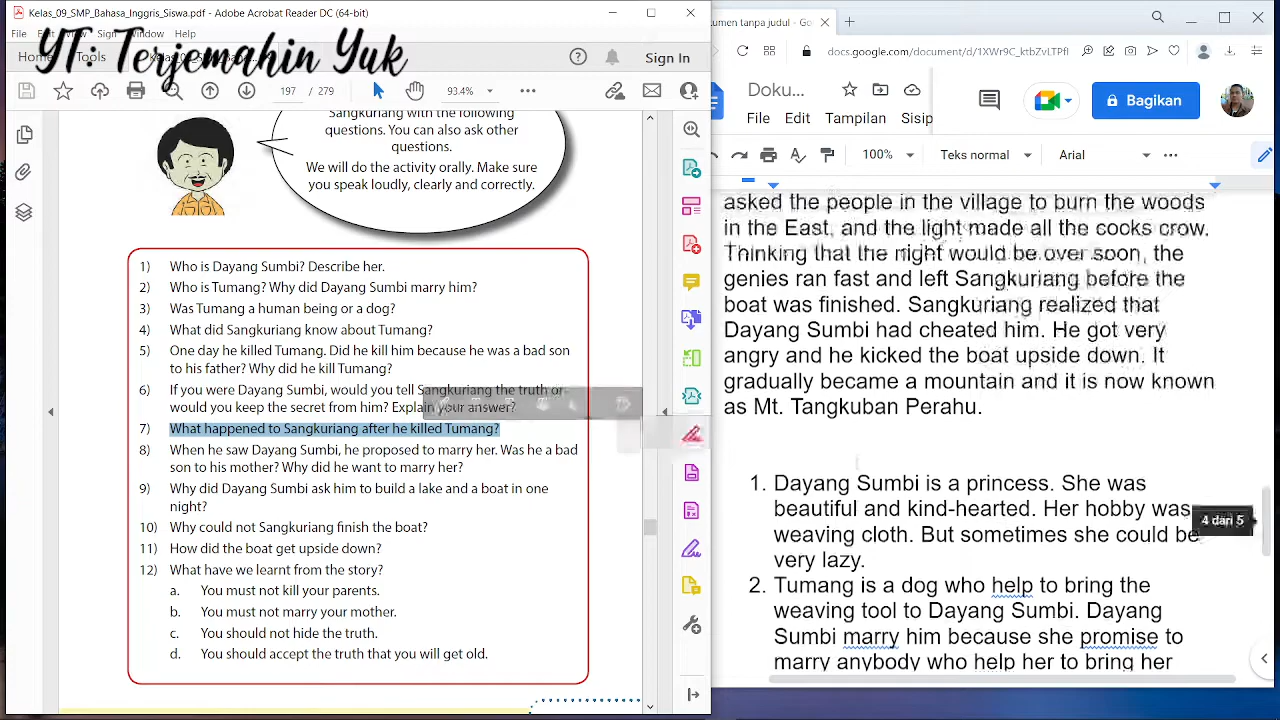 Kelas_09_SMP_Bahasa_Inggris_Siswa.pdf - Adobe Acrobat Reader DC (64-bit)
File Edit View Sign Window Help
YT: Terjemahin Yuk
Home Tools
Sign In
197 / 279
93.4%
Sangkuriang with the following
questions. You can also ask other
questions.
We will do the activity orally. Make sure
you speak loudly, clearly and correctly.
1) Who is Dayang Sumbi? Describe her.
2) Who is Tumang? Why did Dayang Sumbi marry him?
3) Was Tumang a human being or a dog?
4) What did Sangkuriang know about Tumang?
5) One day he killed Tumang. Did he kill him because he was a bad son
to his father? Why did he kill Tumang?
6) If you were Dayang Sumbi, would you tell Sangkuriang the truth or
would you keep the secret from him? Explain your answer?
7) What happened to Sangkuriang after he killed Tumang?
8) When he saw Dayang Sumbi, he proposed to marry her. Was he a bad
son to his mother? Why did he want to marry her?
9) Why did Dayang Sumbi ask him to build a lake and a boat in one
night?
10) Why could not Sangkuriang finish the boat?
11) How did the boat get upside down?
12) What have we learnt from the story?
a. You must not kill your parents.
b. You must not marry your mother.
c. You should not hide the truth.
d. You should accept the truth that you will get old.
umen tanpa judul - Go
docs.google.com/document/d/1XWr9C_ktbZvLTPfl
Doku...
Bagikan
File Edit Tampilan Sisip
100% Teks normal Arial
asked the people in the village to burn the woods
in the East, and the light made all the cooks crow.
Thinking that the night would be over soon, the
genies ran fast and left Sangkuriang before the
boat was finished. Sangkuriang realized that
Dayang Sumbi had cheated him. He got very
angry and he kicked the boat upside down. It
gradually became a mountain and it is now known
as Mt. Tangkuban Perahu.
1. Dayang Sumbi is a princess. She was
beautiful and kind-hearted. Her hobby was
weaving cloth. But sometimes she could be
very lazy.
2. Tumang is a dog who help to bring the
weaving tool to Dayang Sumbi. Dayang
Sumbi marry him because she promise to
marry anybody who help her to bring her
4 dari 5